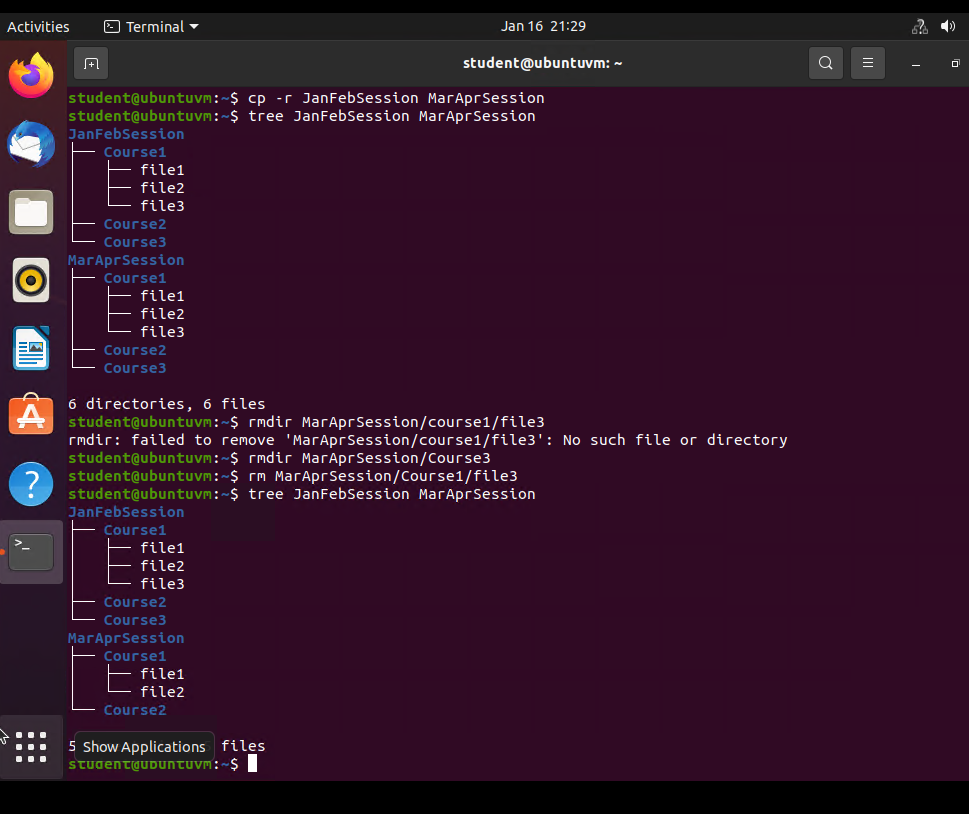 Activities Terminal Jan 16 21:29
student@ubuntuvm: ~
student@ubuntuvm:~$ cp -r JanFebSession MarAprSession
student@ubuntuvm:~$ tree JanFebSession MarAprSession
JanFebSession
├── Course1
│   ├── file1
│   ├── file2
│   └── file3
├── Course2
└── Course3
MarAprSession
├── Course1
│   ├── file1
│   ├── file2
│   └── file3
├── Course2
└── Course3
6 directories, 6 files
student@ubuntuvm:~$ rmdir MarAprSession/course1/file3
rmdir: failed to remove 'MarAprSession/course1/file3': No such file or directory
student@ubuntuvm:~$ rmdir MarAprSession/Course3
student@ubuntuvm:~$ rm MarAprSession/Course1/file3
student@ubuntuvm:~$ tree JanFebSession MarAprSession
JanFebSession
├── Course1
│   ├── file1
│   ├── file2
│   └── file3
├── Course2
└── Course3
MarAprSession
├── Course1
│   ├── file1
│   └── file2
└── Course2
5 Show Applications files
student@ubuntuvm:~$